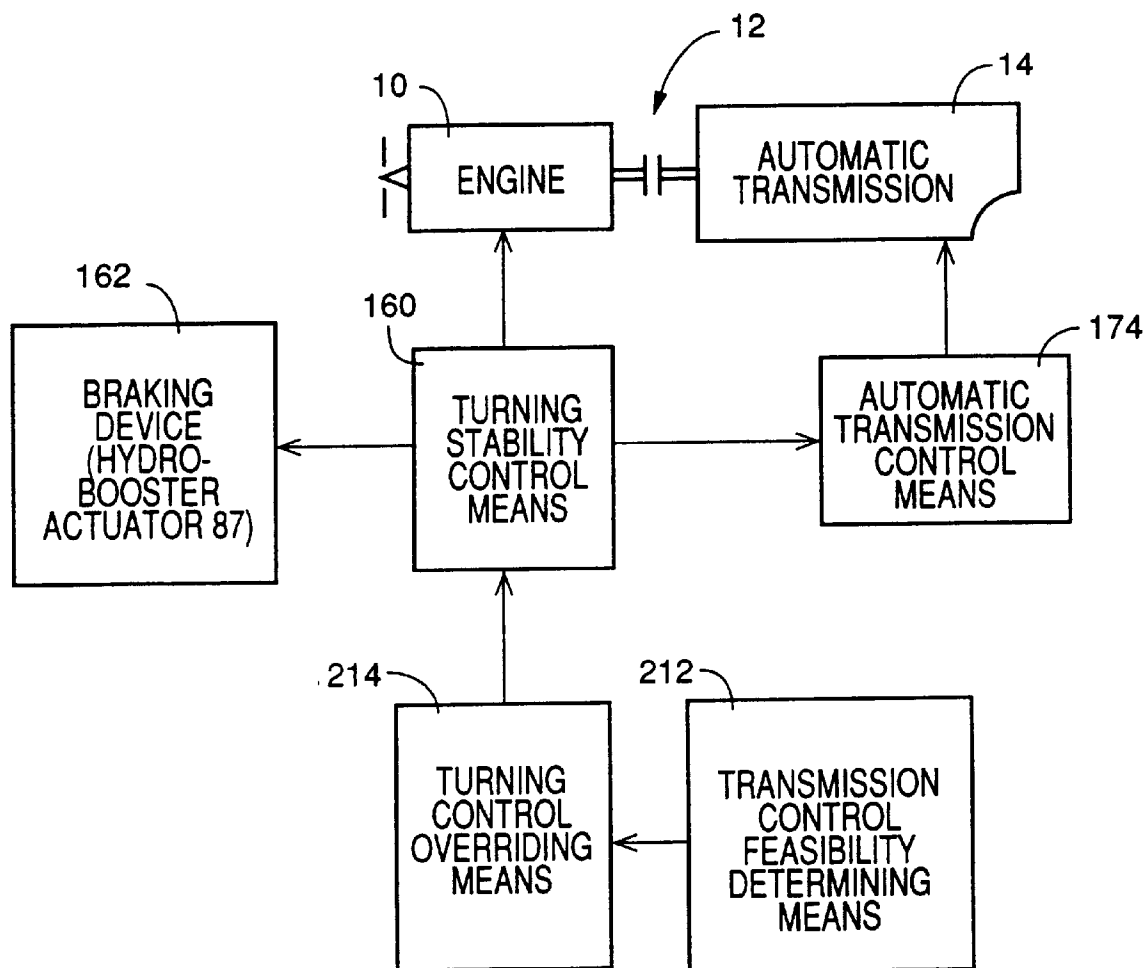 12
10
14
ENGINE
AUTOMATIC
TRANSMISSION
162
160
174
BRAKING
DEVICE
(HYDRO-
BOOSTER
ACTUATOR 87)
TURNING
STABILITY
CONTROL
MEANS
AUTOMATIC
TRANSMISSION
CONTROL
MEANS
214
212
TURNING
CONTROL
OVERRIDING
MEANS
TRANSMISSION
CONTROL
FEASIBILITY
DETERMINING
MEANS